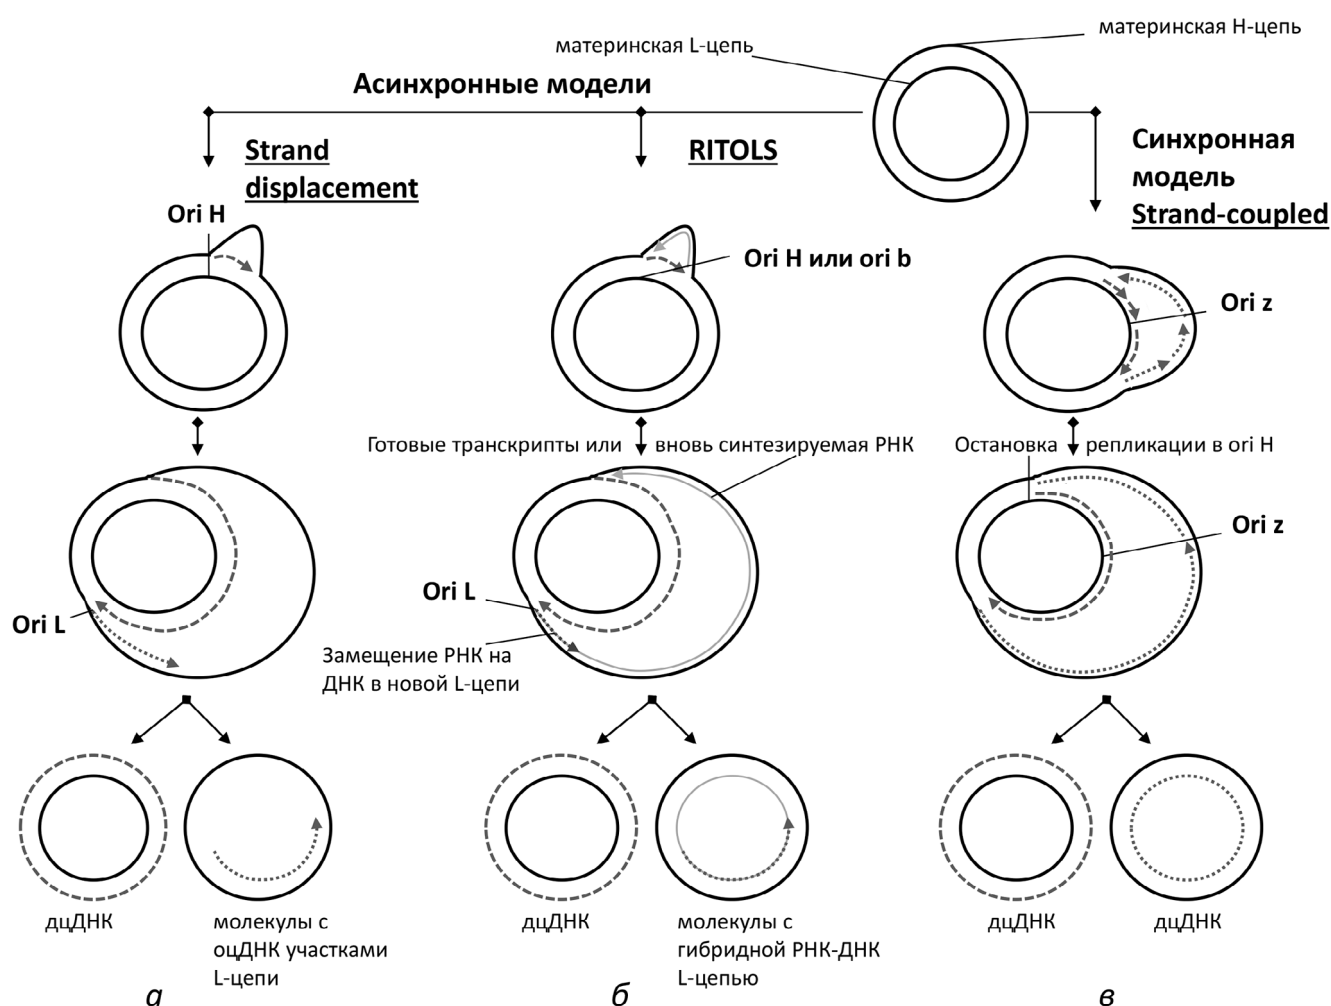 материнская L-цепь
материнская H-цепь
Асинхронные модели
Strand
displacement
RITOLS
Синхронная
модель
Strand-coupled
Ori H
Ori H или ori b
Ori z
Готовые транскрипты или
вновь синтезируемая РНК
Остановка
репликации в ori H
Ori L
Ori L
Ori z
Замещение РНК на
ДНК в новой L-цепи
дцДНК
молекулы с
оцДНК участками
L-цепи
дцДНК
молекулы с
гибридной РНК-ДНК
L-цепью
дцДНК
дцДНК
а
б
в